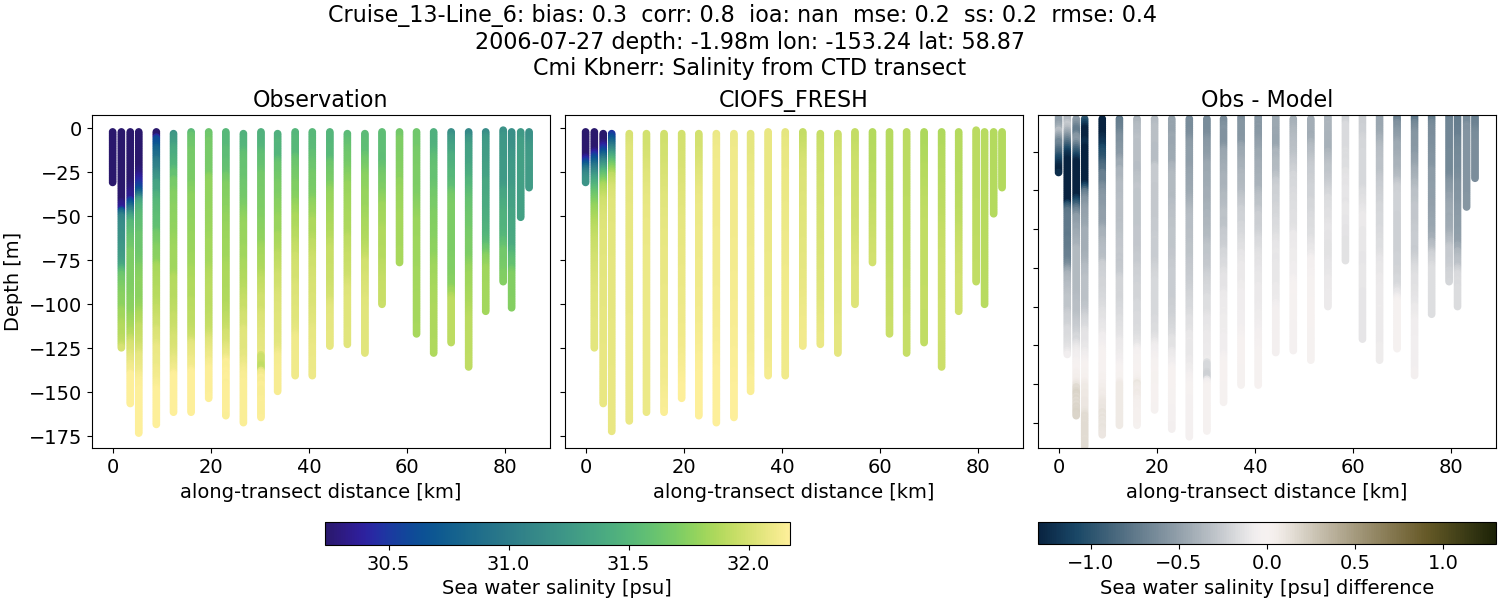 Cruise_13-Line_6: bias: 0.3  corr: 0.8  ioa: nan  mse: 0.2  ss: 0.2  rmse: 0.4
2006-07-27 depth: -1.98m lon: -153.24 lat: 58.87
Cmi Kbnerr: Salinity from CTD transect
Observation
CIOFS_FRESH
Obs - Model
Depth [m]
0
−25
−50
−75
−100
−125
−150
−175
0 20 40 60 80
0 20 40 60 80
0 20 40 60 80
along-transect distance [km]
along-transect distance [km]
along-transect distance [km]
30.5 31.0 31.5 32.0
Sea water salinity [psu]
−1.0 −0.5 0.0 0.5 1.0
Sea water salinity [psu] difference